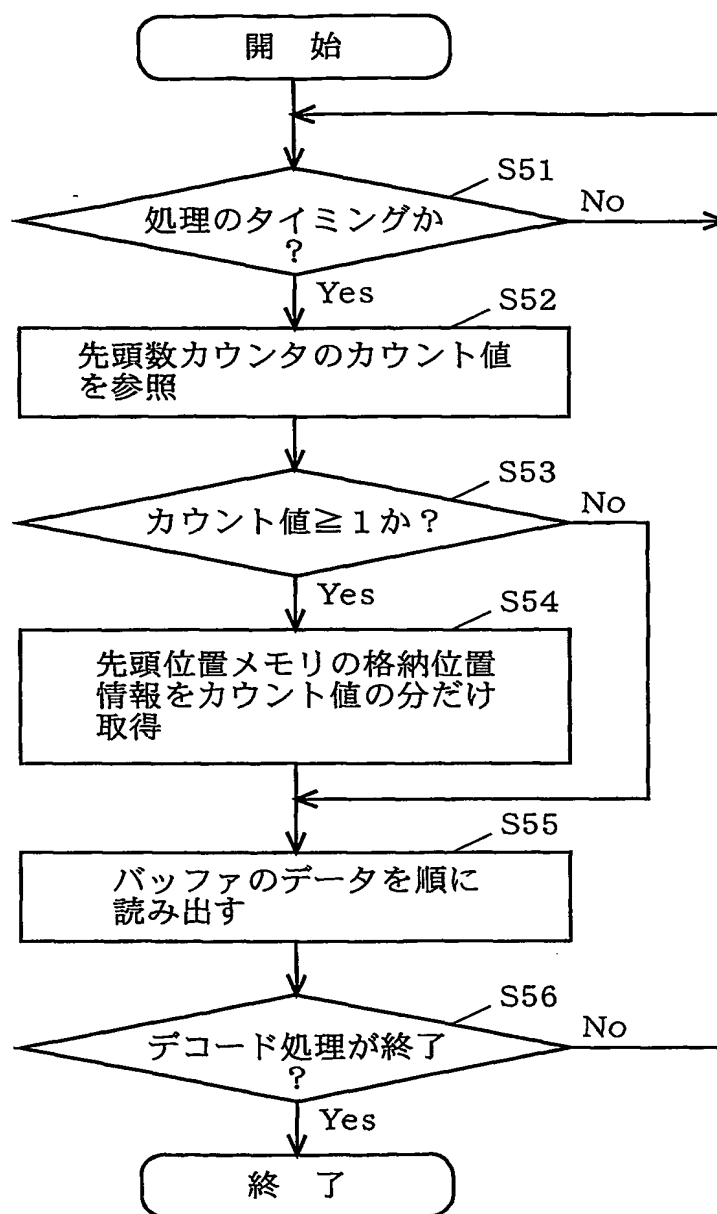 開　始
S51
処理のタイミングか
?
No
Yes
S52
先頭数カウンタのカウント値
を参照
S53
カウント値≧1か?
No
Yes
S54
先頭位置メモリの格納位置
情報をカウント値の分だけ
取得
S55
バッファのデータを順に
読み出す
S56
デコード処理が終了
?
No
Yes
終　了